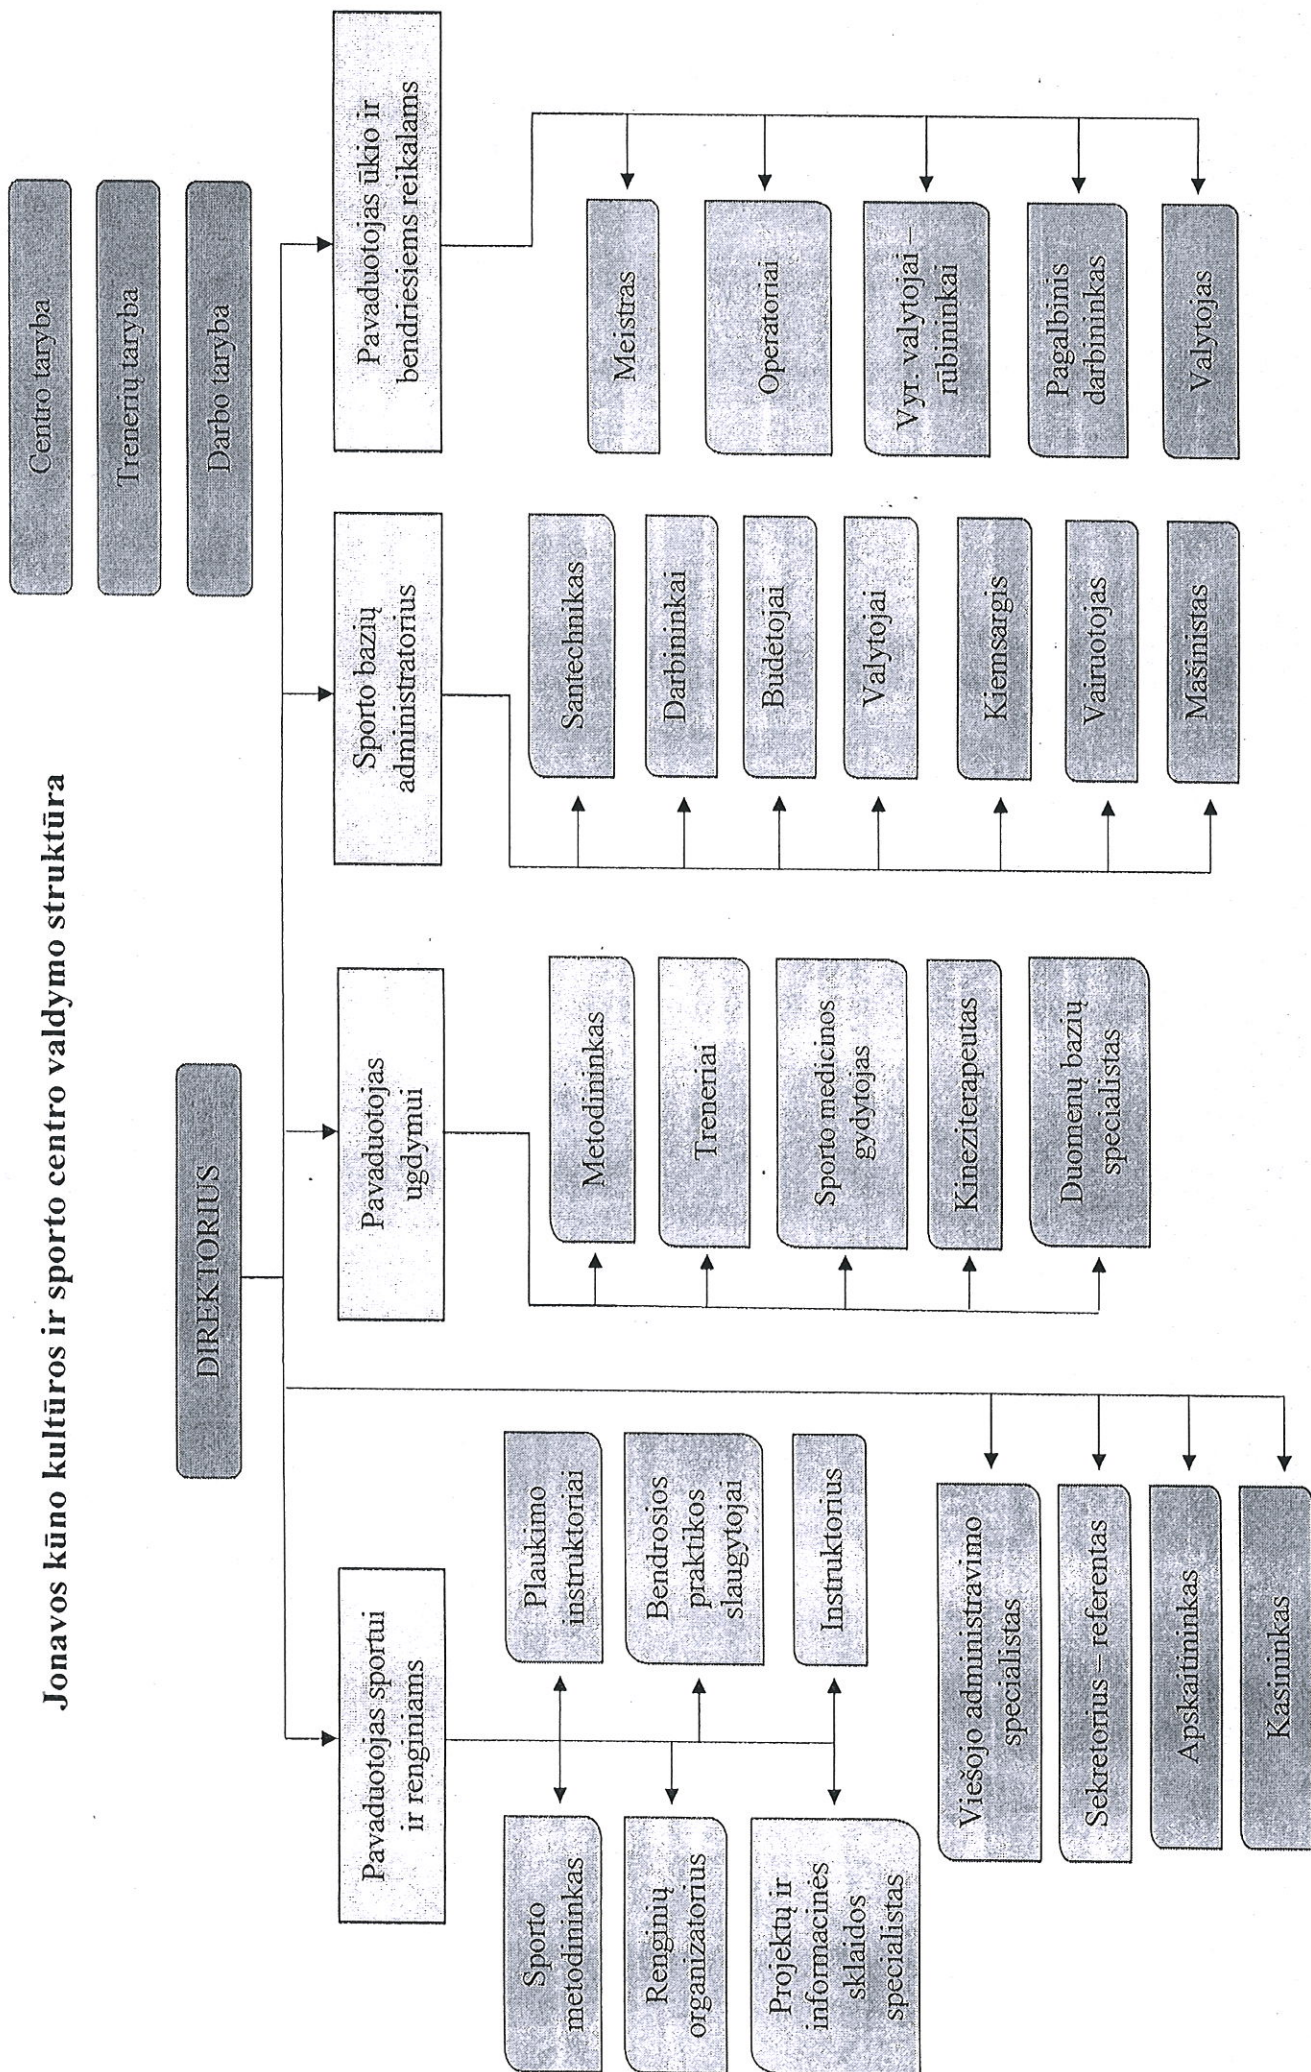 Jonavos kūno kultūros ir sporto centro valdymo struktūra
Centro taryba
Trenerių taryba
Darbo taryba
DIREKTORIUS
Pavaduotojas sportui
ir renginiams
Sporto
metodininkas
Renginių
organizatorius
Projektų ir
informacinės
sklaidos
specialistas
Plaukimo
instruktoriai
Bendrosios
praktikos
slaugytojai
Instruktorius
Viešojo administravimo
specialistas
Sekretorius – referentas
Apskaitininkas
Kasininkas
Pavaduotojas
ugdymui
Metodininkas
Treneriai
Sporto medicinos
gydytojas
Kineziterapeutas
Duomenų bazių
specialistas
Sporto bazių
administratorius
Santechnikas
Darbininkai
Budėtojai
Valytojai
Kiemsargis
Vairuotojas
Mašinistas
Pavaduotojas ūkio ir
bendriesiems reikalams
Meistras
Operatoriai
Vyr. valytojai –
rūbininkai
Pagalbinis
darbininkas
Valytojas